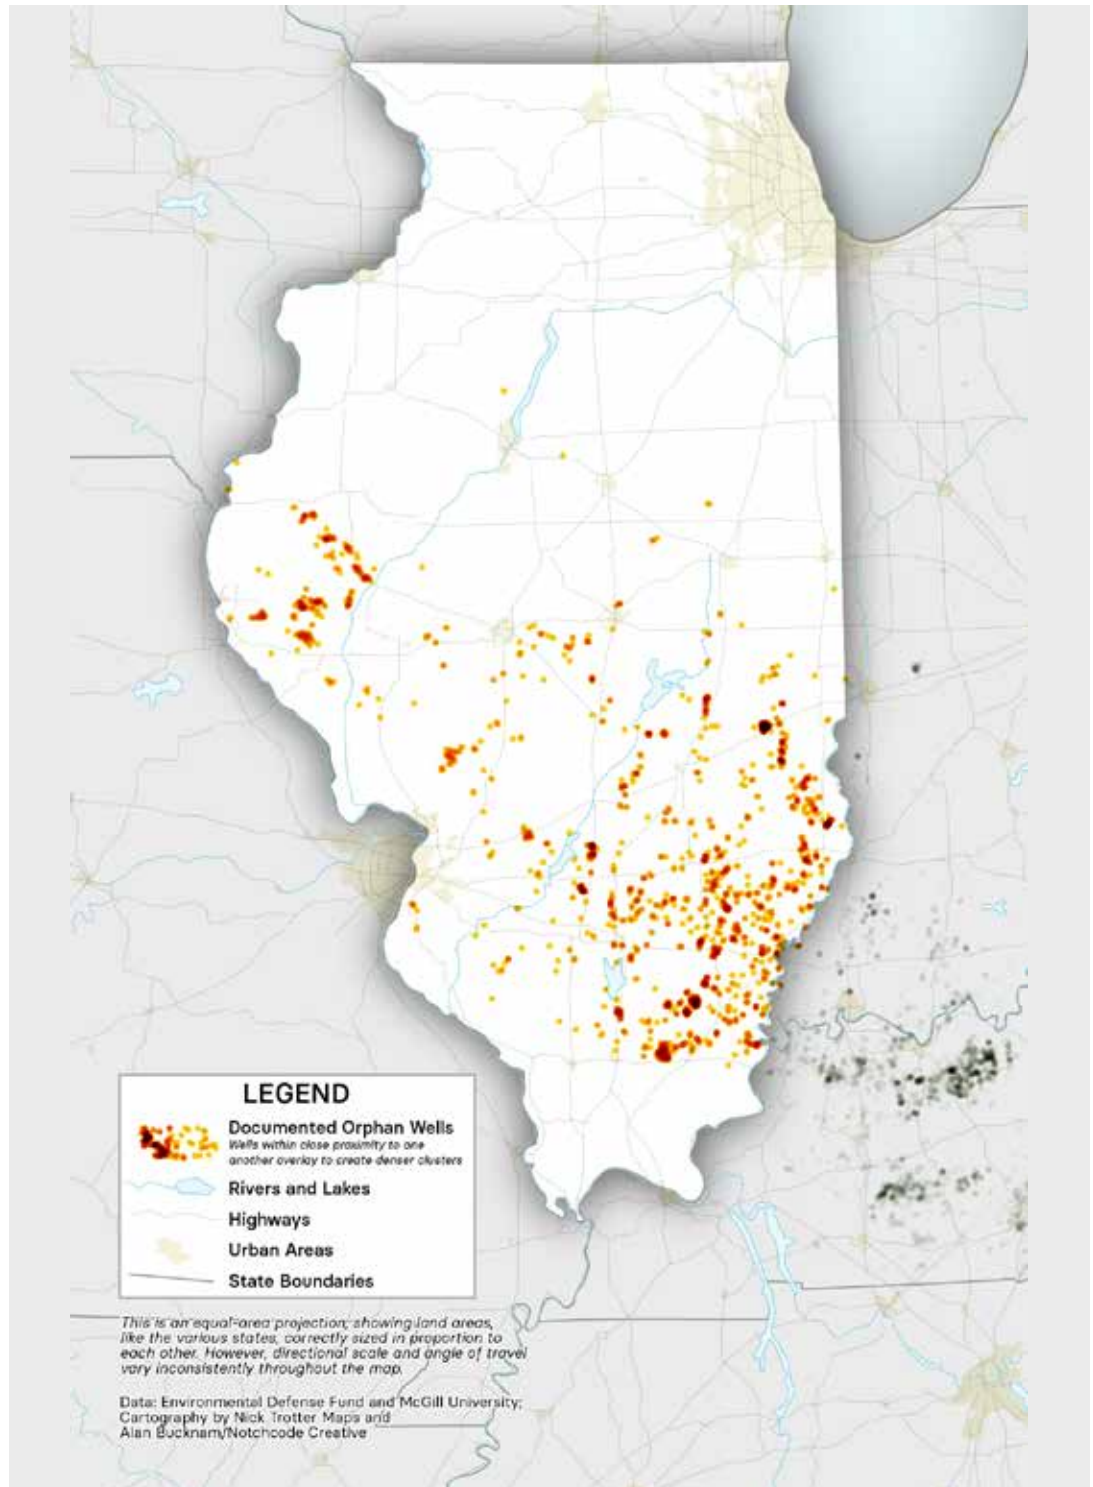 LEGEND
Documented Orphan Wells
Wells within close proximity to one
another overlay to create denser clusters
Rivers and Lakes
Highways
Urban Areas
State Boundaries
This is an equal-area projection; showing land areas,
like the various states, correctly sized in proportion to
each other. However, directional scale and angle of travel
vary inconsistently throughout the map.
Data: Environmental Defense Fund and McGill University;
Cartography by Nick Trotter Maps and
Alan Bucknam/Notchcode Creative